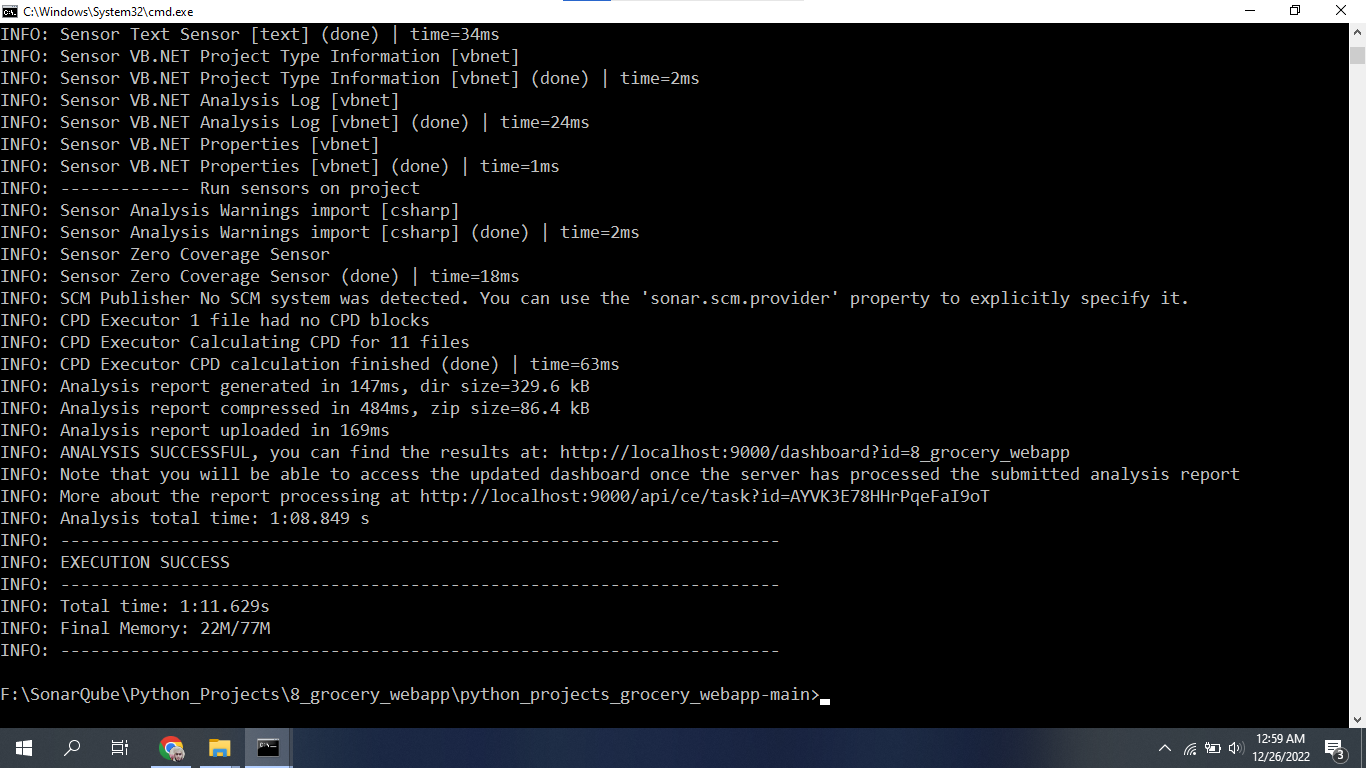 C:\Windows\System32\cmd.exe
INFO: Sensor Text Sensor [text] (done) | time=34ms
INFO: Sensor VB.NET Project Type Information [vbnet]
INFO: Sensor VB.NET Project Type Information [vbnet] (done) | time=2ms
INFO: Sensor VB.NET Analysis Log [vbnet]
INFO: Sensor VB.NET Analysis Log [vbnet] (done) | time=24ms
INFO: Sensor VB.NET Properties [vbnet]
INFO: Sensor VB.NET Properties [vbnet] (done) | time=1ms
INFO: ------------- Run sensors on project
INFO: Sensor Analysis Warnings import [csharp]
INFO: Sensor Analysis Warnings import [csharp] (done) | time=2ms
INFO: Sensor Zero Coverage Sensor
INFO: Sensor Zero Coverage Sensor (done) | time=18ms
INFO: SCM Publisher No SCM system was detected. You can use the 'sonar.scm.provider' property to explicitly specify it.
INFO: CPD Executor 1 file had no CPD blocks
INFO: CPD Executor Calculating CPD for 11 files
INFO: CPD Executor CPD calculation finished (done) | time=63ms
INFO: Analysis report generated in 147ms, dir size=329.6 kB
INFO: Analysis report compressed in 484ms, zip size=86.4 kB
INFO: Analysis report uploaded in 169ms
INFO: ANALYSIS SUCCESSFUL, you can find the results at: http://localhost:9000/dashboard?id=8_grocery_webapp
INFO: Note that you will be able to access the updated dashboard once the server has processed the submitted analysis report
INFO: More about the report processing at http://localhost:9000/api/ce/task?id=AYVK3E78HHrPqeFaI9oT
INFO: Analysis total time: 1:08.849 s
INFO: ------------------------------------------------------------------------
INFO: EXECUTION SUCCESS
INFO: ------------------------------------------------------------------------
INFO: Total time: 1:11.629s
INFO: Final Memory: 22M/77M
INFO: ------------------------------------------------------------------------
F:\SonarQube\Python_Projects\8_grocery_webapp\python_projects_grocery_webapp-main>
12:59 AM
12/26/2022
3